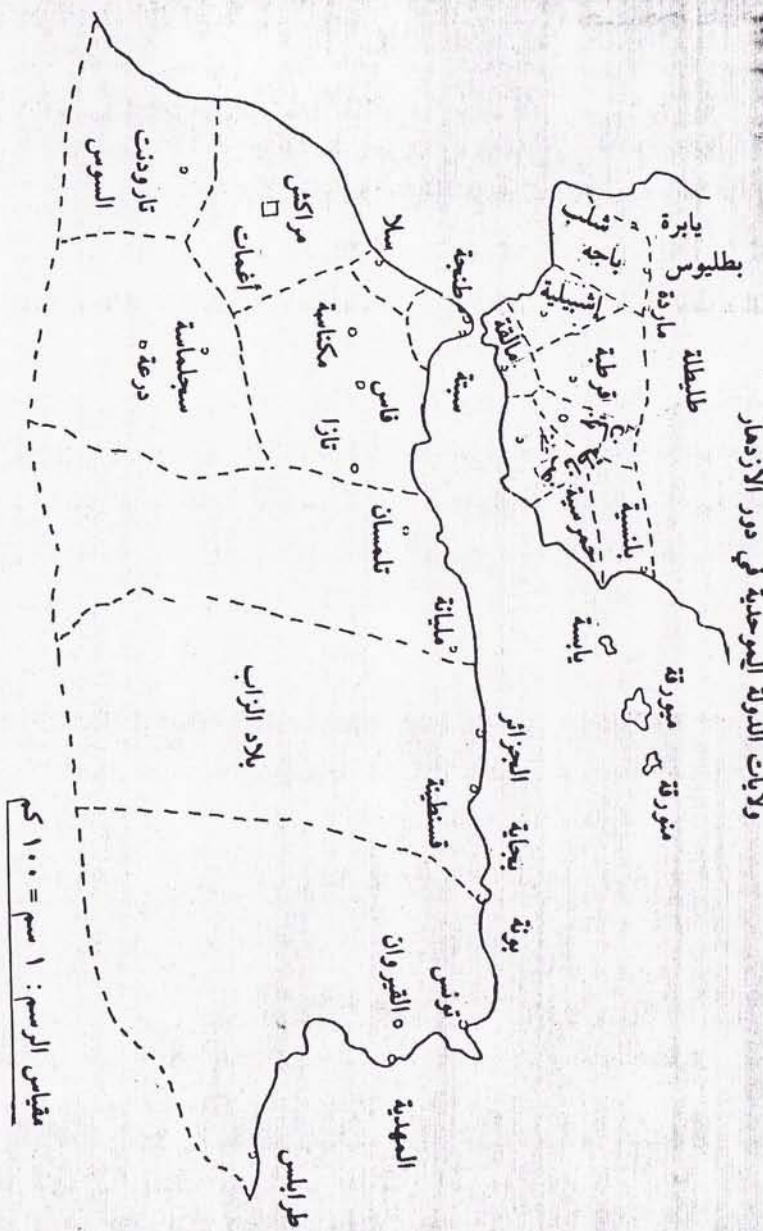 ولايات الدولة الموحدية في دور الازدهار
منورقة
ميورقة
يابسة
طليطلة
ماردة
بطليوس
يابرة
شلب
باجه
اشبيلية
قرطبة
مالقة
بلنسية
مرسية
طنجة
سبتة
سلا
مكناسة
فاس
تازا
مراكش
أغمات
تارودنت
السوس
سجلماسة
درعة
تلمسان
مليانة
الجزائر
بجاية
بونة
قسنطينة
بلاد الزاب
تونس
القيروان
المهدية
طرابلس
مقياس الرسم : ١ سم = ١٠٠ كم